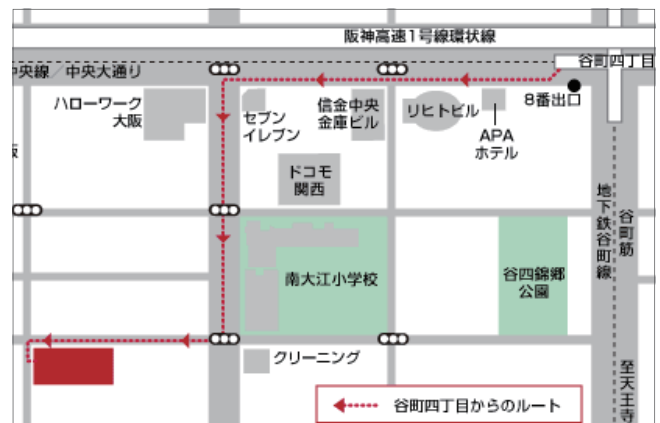 阪神高速1号線環状線
中央線／中央大通り
谷町四丁目
8番出口
ハローワーク
大阪
セブン
イレブン
信金中央
金庫ビル
リヒトビル
APA
ホテル
ドコモ
関西
地下鉄谷町線
谷町筋
南大江小学校
谷四錦郷
公園
クリーニング
至天王寺
谷町四丁目からのルート